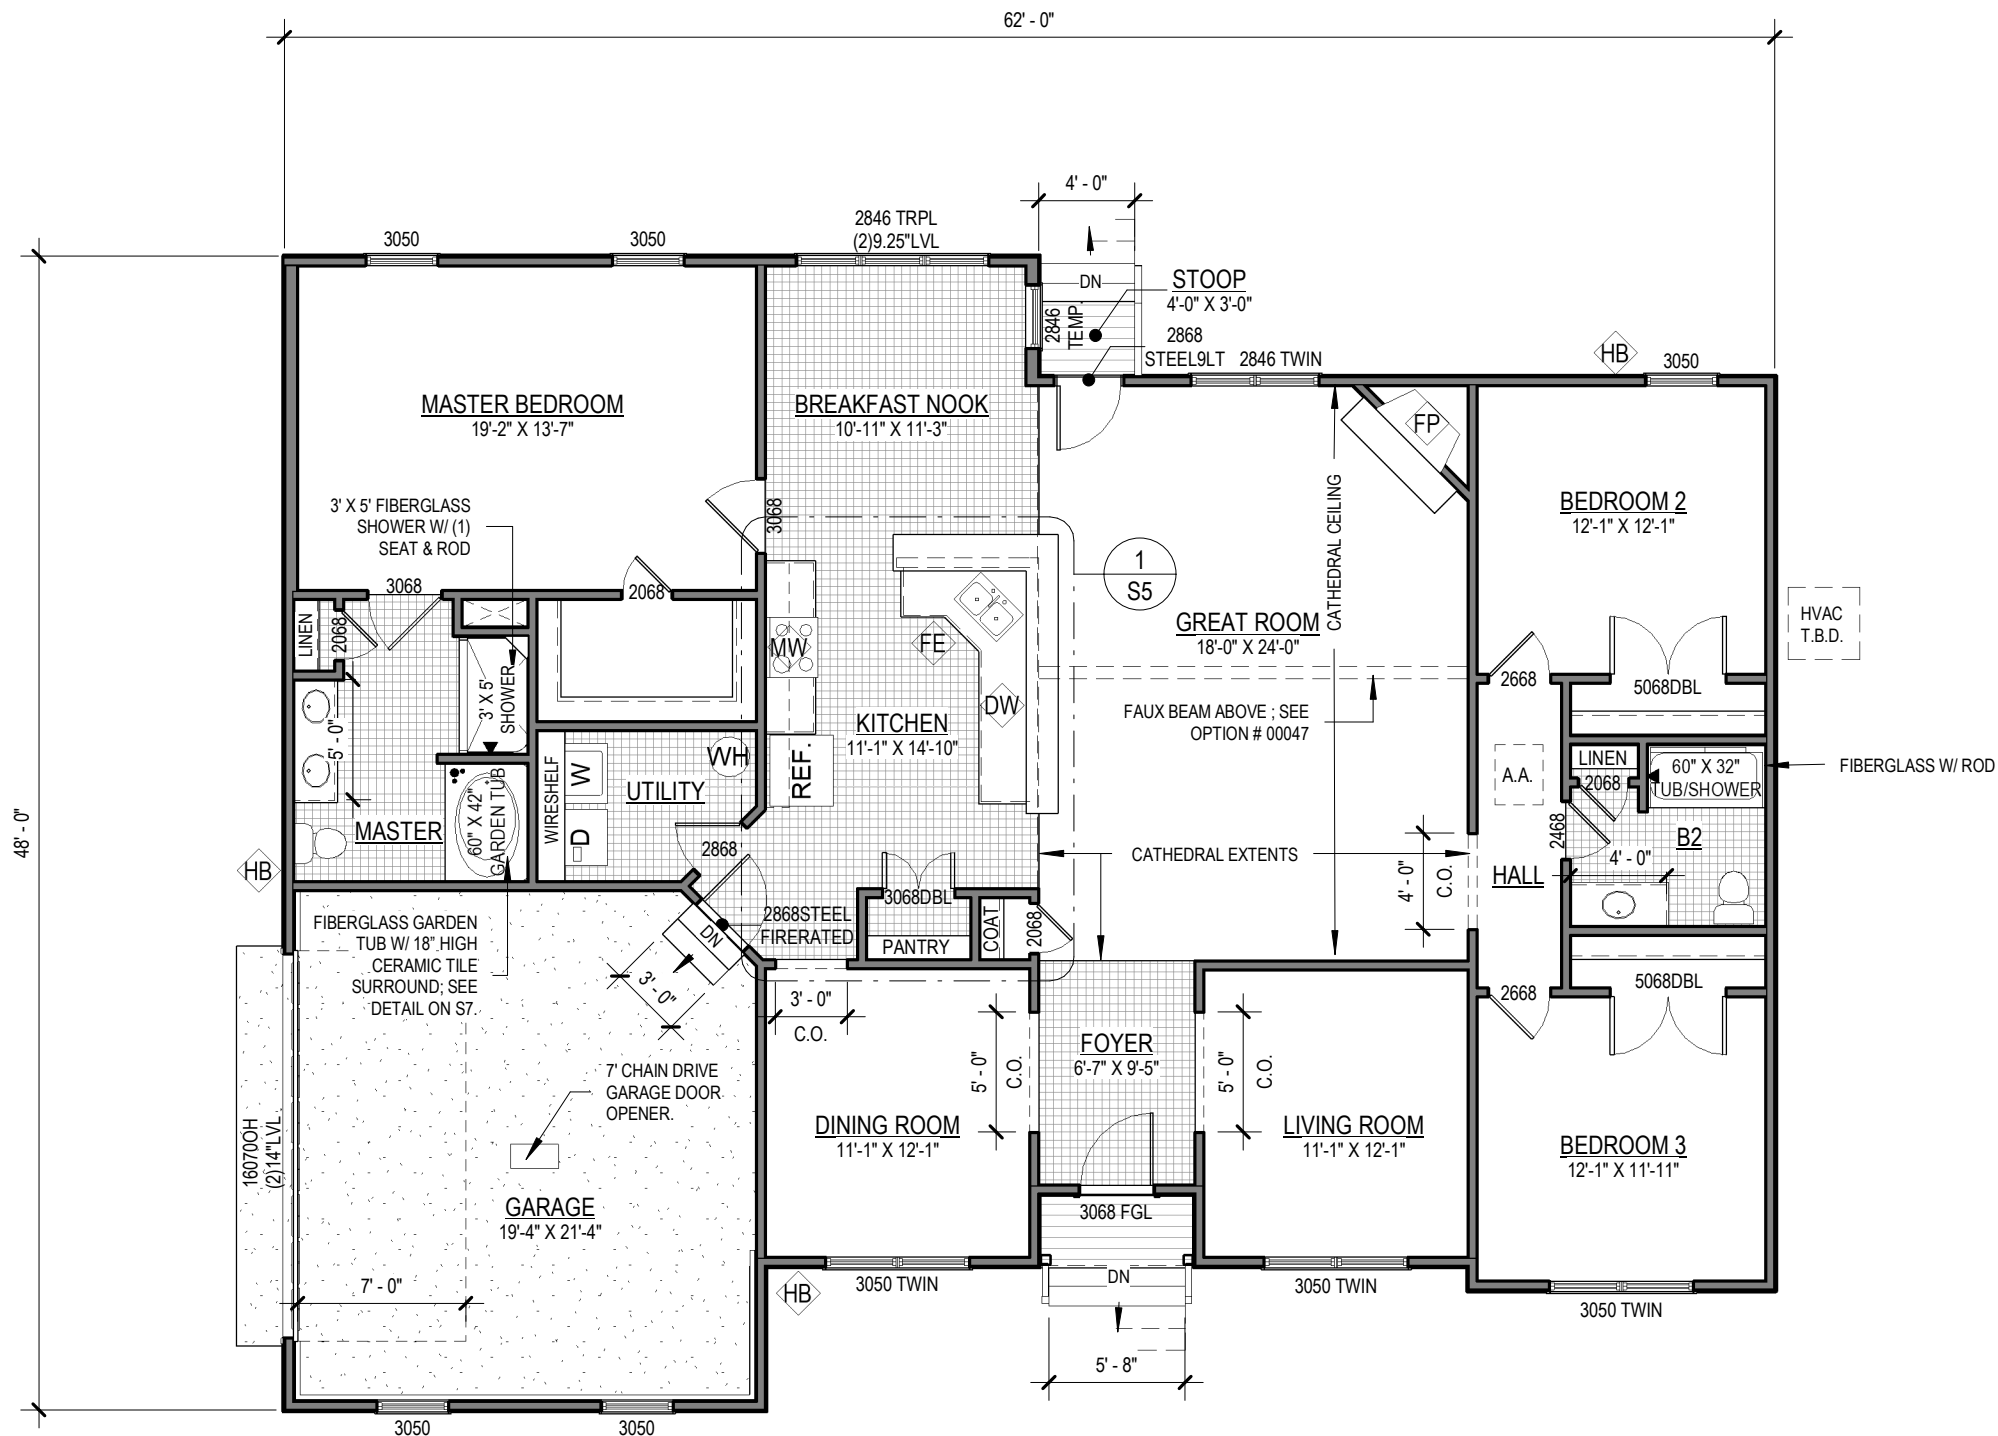 62' - 0"
4' - 0"
3050
3050
2846 TRPL
(2)9.25"LVL
DN
STOOP
4'-0" X 3'-0"
2846
TEMP.
2868
STEEL9LT
2846 TWIN
HB
3050
MASTER BEDROOM
19'-2" X 13'-7"
BREAKFAST NOOK
10'-11" X 11'-3"
FP
CATHEDRAL CEILING
BEDROOM 2
12'-1" X 12'-1"
3' X 5' FIBERGLASS
SHOWER W/ (1)
SEAT & ROD
3068
1
S5
3068
2068
LINEN
2068
MW
FE
GREAT ROOM
18'-0" X 24'-0"
HVAC
T.B.D.
3' X 5'
SHOWER
5' - 0"
KITCHEN
11'-1" X 14'-10"
DW
FAUX BEAM ABOVE ; SEE
OPTION # 00047
2668
5068DBL
WIRESHELF
W
D
WH
REF.
UTILITY
A.A.
LINEN
2068
60" X 32"
TUB/SHOWER
FIBERGLASS W/ ROD
48' - 0"
MASTER
60" X 42"
GARDEN TUB
2868
CATHEDRAL EXTENTS
2468
B2
4' - 0"
4' - 0"
C.O.
HALL
HB
3068DBL
2868STEEL
FIRERATED
PANTRY
COAT
2068
FIBERGLASS GARDEN
TUB W/ 18" HIGH
CERAMIC TILE
SURROUND; SEE
DETAIL ON S7.
DN
3' - 0"
3' - 0"
C.O.
2668
5068DBL
5' - 0"
C.O.
FOYER
6'-7" X 9'-5"
5' - 0"
C.O.
7' CHAIN DRIVE
GARAGE DOOR
OPENER.
DINING ROOM
11'-1" X 12'-1"
LIVING ROOM
11'-1" X 12'-1"
BEDROOM 3
12'-1" X 11'-11"
16070OH
(2)14"LVL
GARAGE
19'-4" X 21'-4"
3068 FGL
7' - 0"
HB
3050 TWIN
DN
3050 TWIN
3050 TWIN
5' - 8"
3050
3050